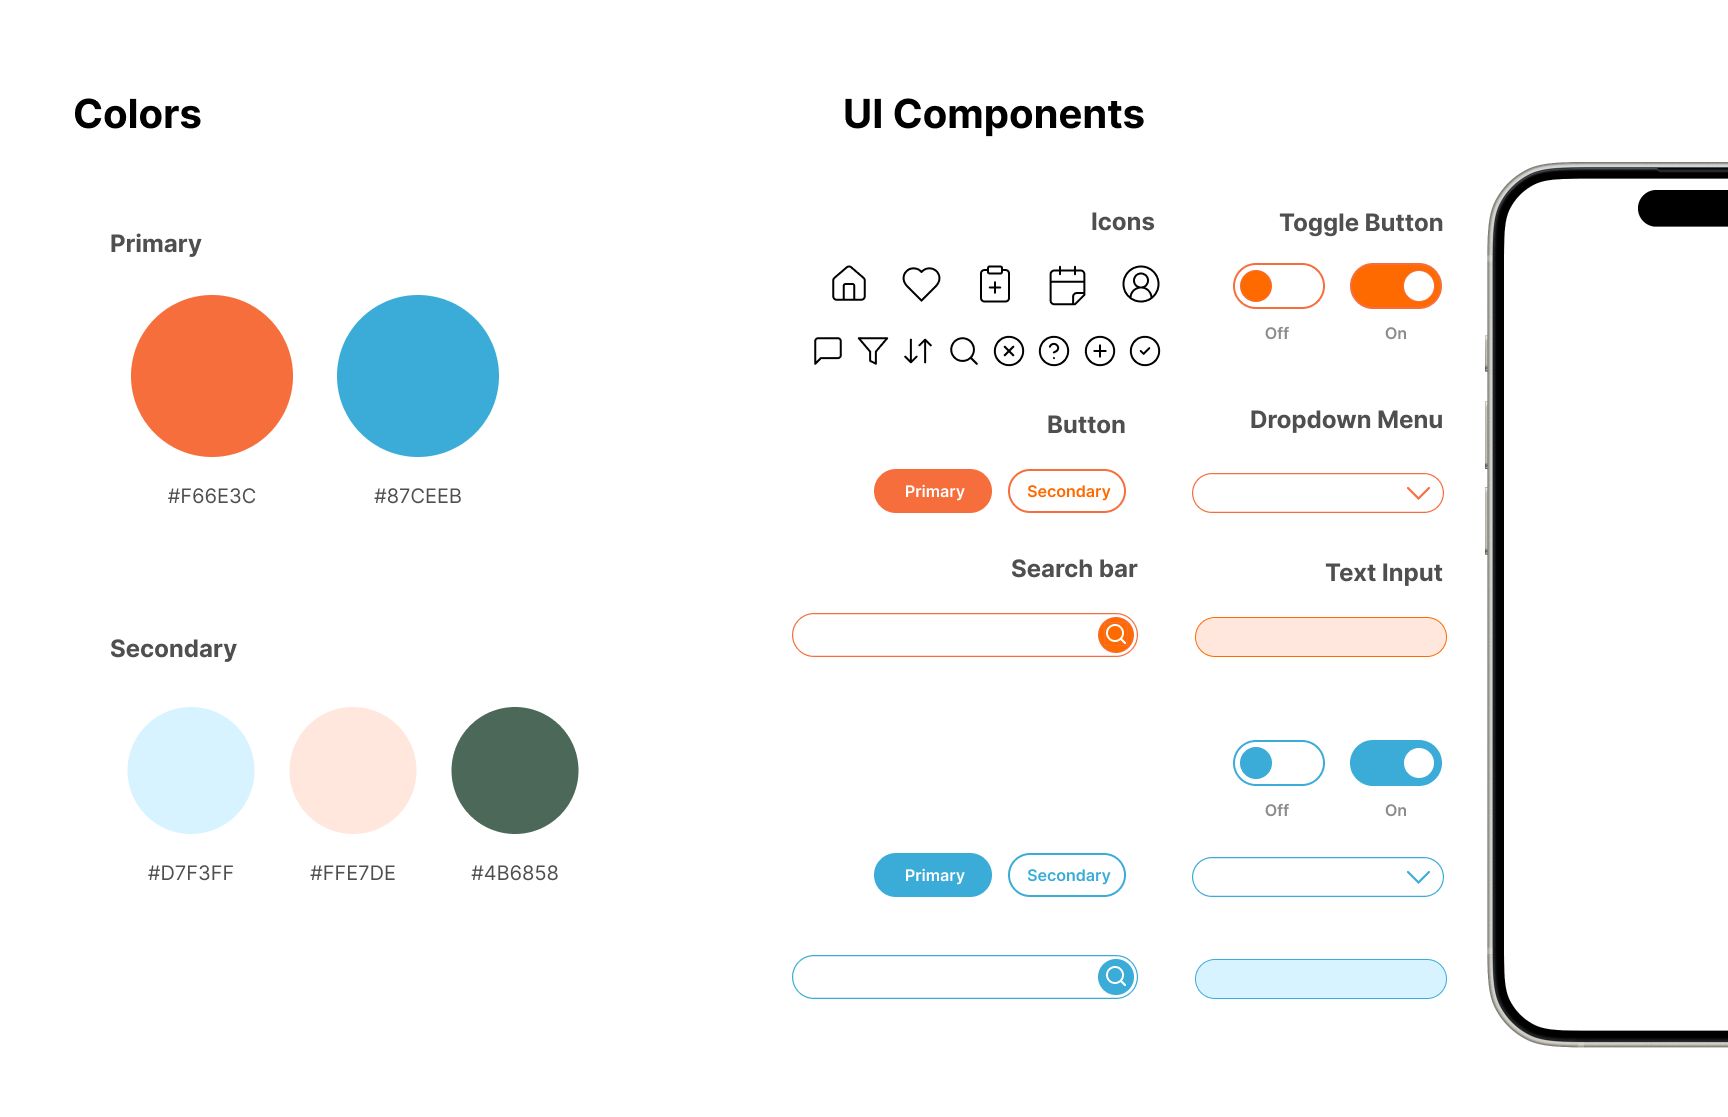 Colors
Primary
#F66E3C
#87CEEB
Secondary
#D7F3FF
#FFE7DE
#4B6858
UI Components
Icons
Toggle Button
Off
On
Button
Dropdown Menu
Primary
Secondary
Search bar
Text Input
Off
On
Primary
Secondary